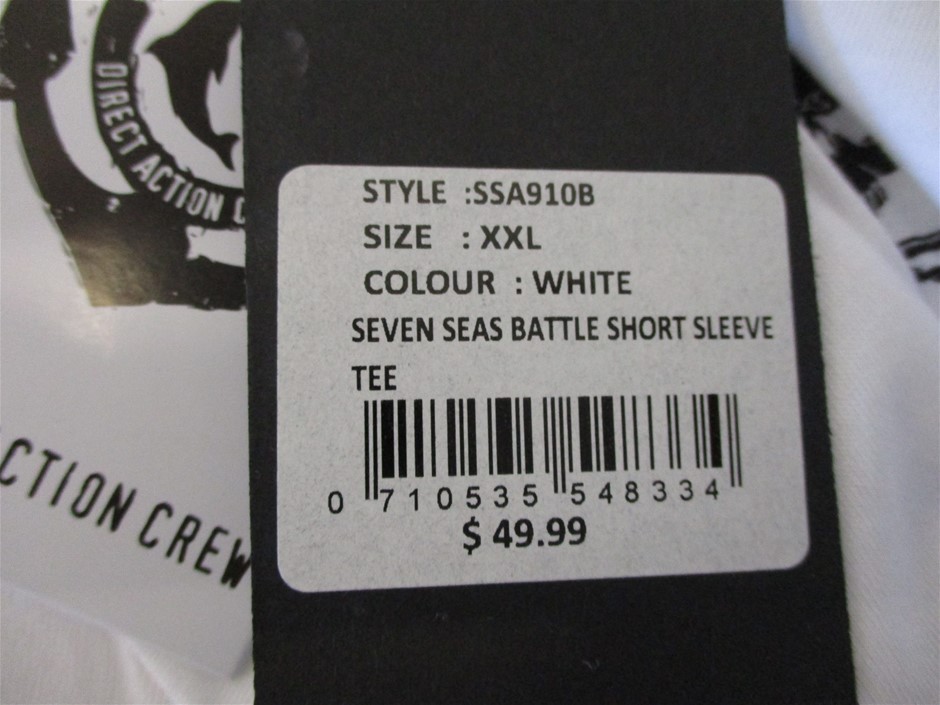 DIRECT ACTION C
CTION CREW
STYLE :SSA910B
SIZE : XXL
COLOUR : WHITE
SEVEN SEAS BATTLE SHORT SLEEVE
TEE
0 710535 548334
$ 49.99